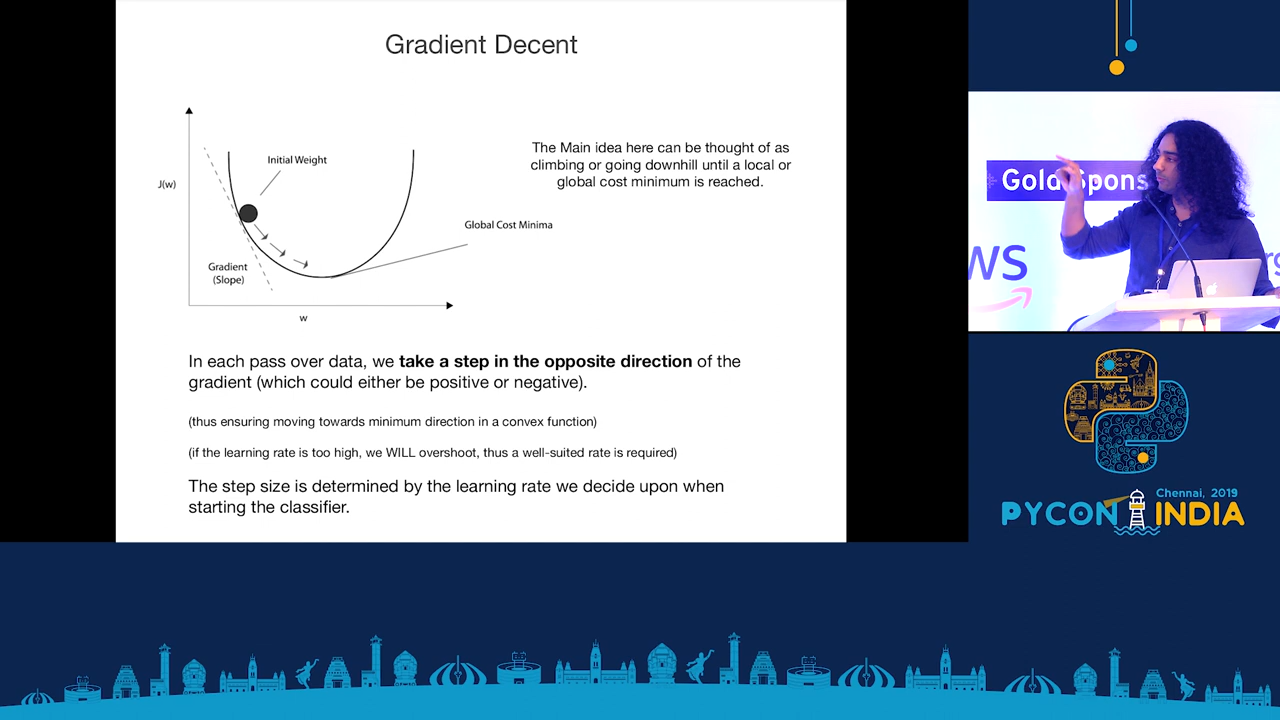 Gradient Decent
Initial Weight
J(w)
Gradient
(Slope)
w
Global Cost Minima
The Main idea here can be thought of as
climbing or going downhill until a local or
global cost minimum is reached.
In each pass over data, we take a step in the opposite direction of the
gradient (which could either be positive or negative).
(thus ensuring moving towards minimum direction in a convex function)
(if the learning rate is too high, we WILL overshoot, thus a well-suited rate is required)
The step size is determined by the learning rate we decide upon when
starting the classifier.
Gold Spons
ws
Chennai, 2019
PYCON INDIA